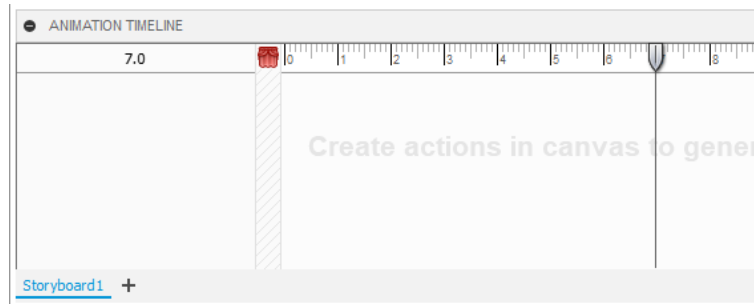 ANIMATION TIMELINE
7.0
0 1 2 3 4 5 6 8
Create actions in canvas to gener
Storyboard1 +